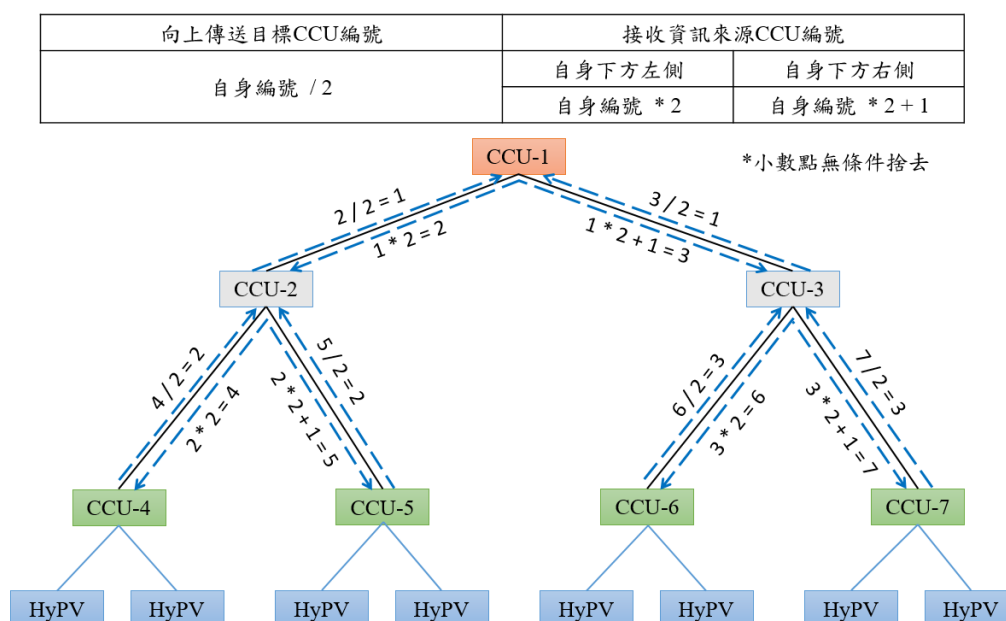 向上傳送目標CCU編號
接收資訊來源CCU編號
自身編號 / 2
自身下方左側
自身下方右側
自身編號 * 2
自身編號 * 2 + 1
CCU-1
*小數點無條件捨去
2 / 2 = 1
1 * 2 = 2
3 / 2 = 1
1 * 2 + 1 = 3
CCU-2
CCU-3
4 / 2 = 2
2 * 2 = 4
5 / 2 = 2
2 * 2 + 1 = 5
6 / 2 = 3
3 * 2 = 6
7 / 2 = 3
3 * 2 + 1 = 7
CCU-4
CCU-5
CCU-6
CCU-7
HyPV
HyPV
HyPV
HyPV
HyPV
HyPV
HyPV
HyPV